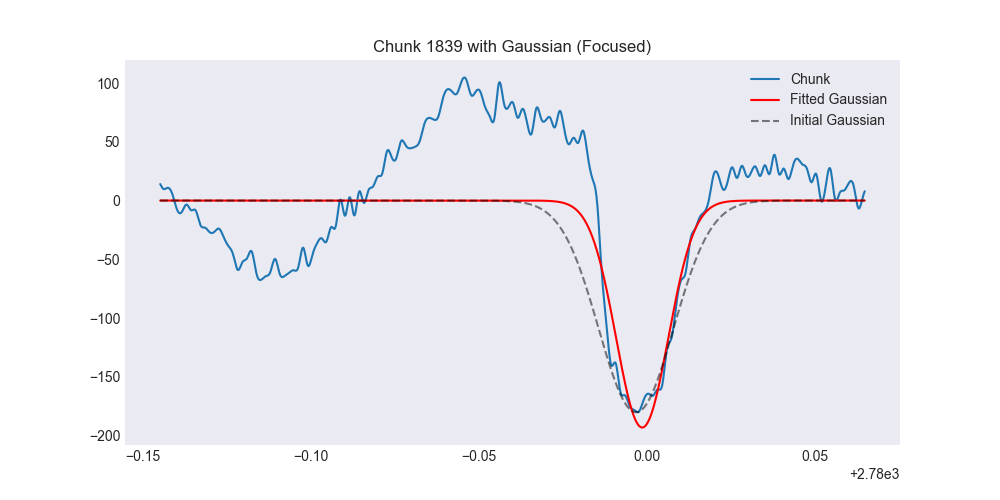 Chunk 1839 with Gaussian (Focused)
Chunk
Fitted Gaussian
Initial Gaussian
100
50
0
−50
−100
−150
−200
−0.15 −0.10 −0.05 0.00 0.05
+2.78e3